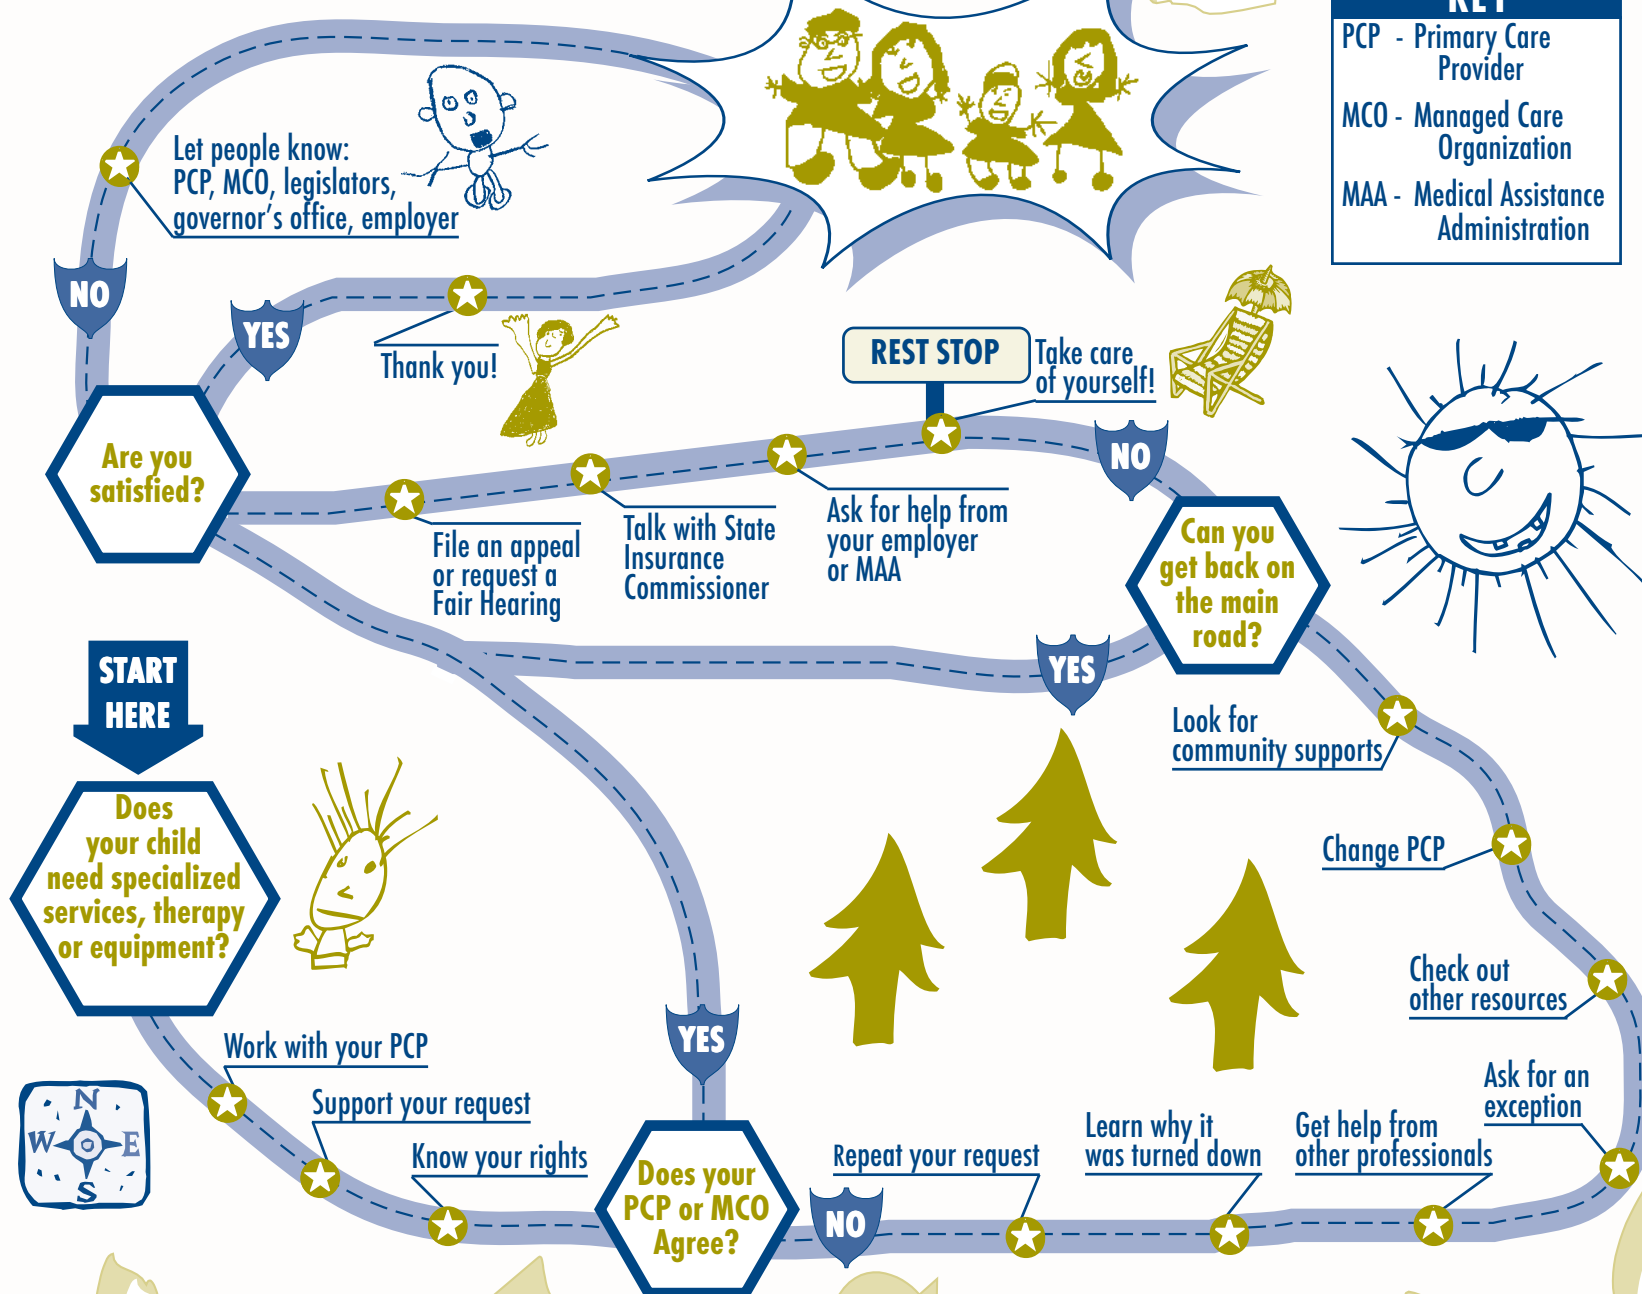 KEY
PCP - Primary Care
Provider
MCO - Managed Care
Organization
MAA - Medical Assistance
Administration
Let people know:
PCP, MCO, legislators,
governor's office, employer
NO
YES
Thank you!
REST STOP
Take care
of yourself!
NO
Are you
satisfied?
File an appeal
or request a
Fair Hearing
Talk with State
Insurance
Commissioner
Ask for help from
your employer
or MAA
Can you
get back on
the main
road?
YES
START
HERE
Look for
community supports
Does
your child
need specialized
services, therapy
or equipment?
Change PCP
Check out
other resources
YES
Work with your PCP
Support your request
Know your rights
N
W
E
S
Does your
PCP or MCO
Agree?
NO
Repeat your request
Learn why it
was turned down
Get help from
other professionals
Ask for an
exception